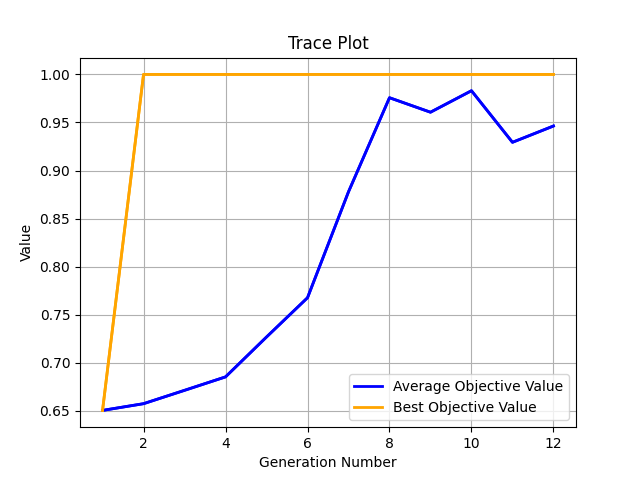 Trace Plot
1.00
0.95
0.90
0.85
0.80
0.75
0.70
0.65
Value
Average Objective Value
Best Objective Value
2 4 6 8 10 12
Generation Number